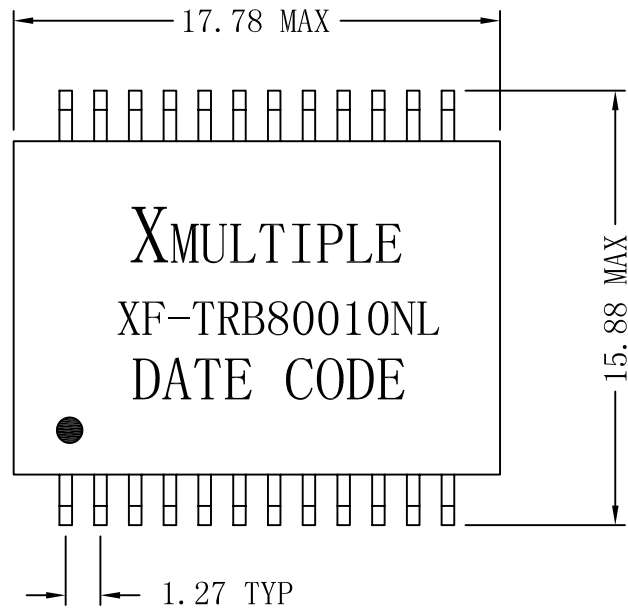 17.78 MAX
XMULTIPLE
XF-TRB80010NL
DATE CODE
15.88 MAX
1.27 TYP